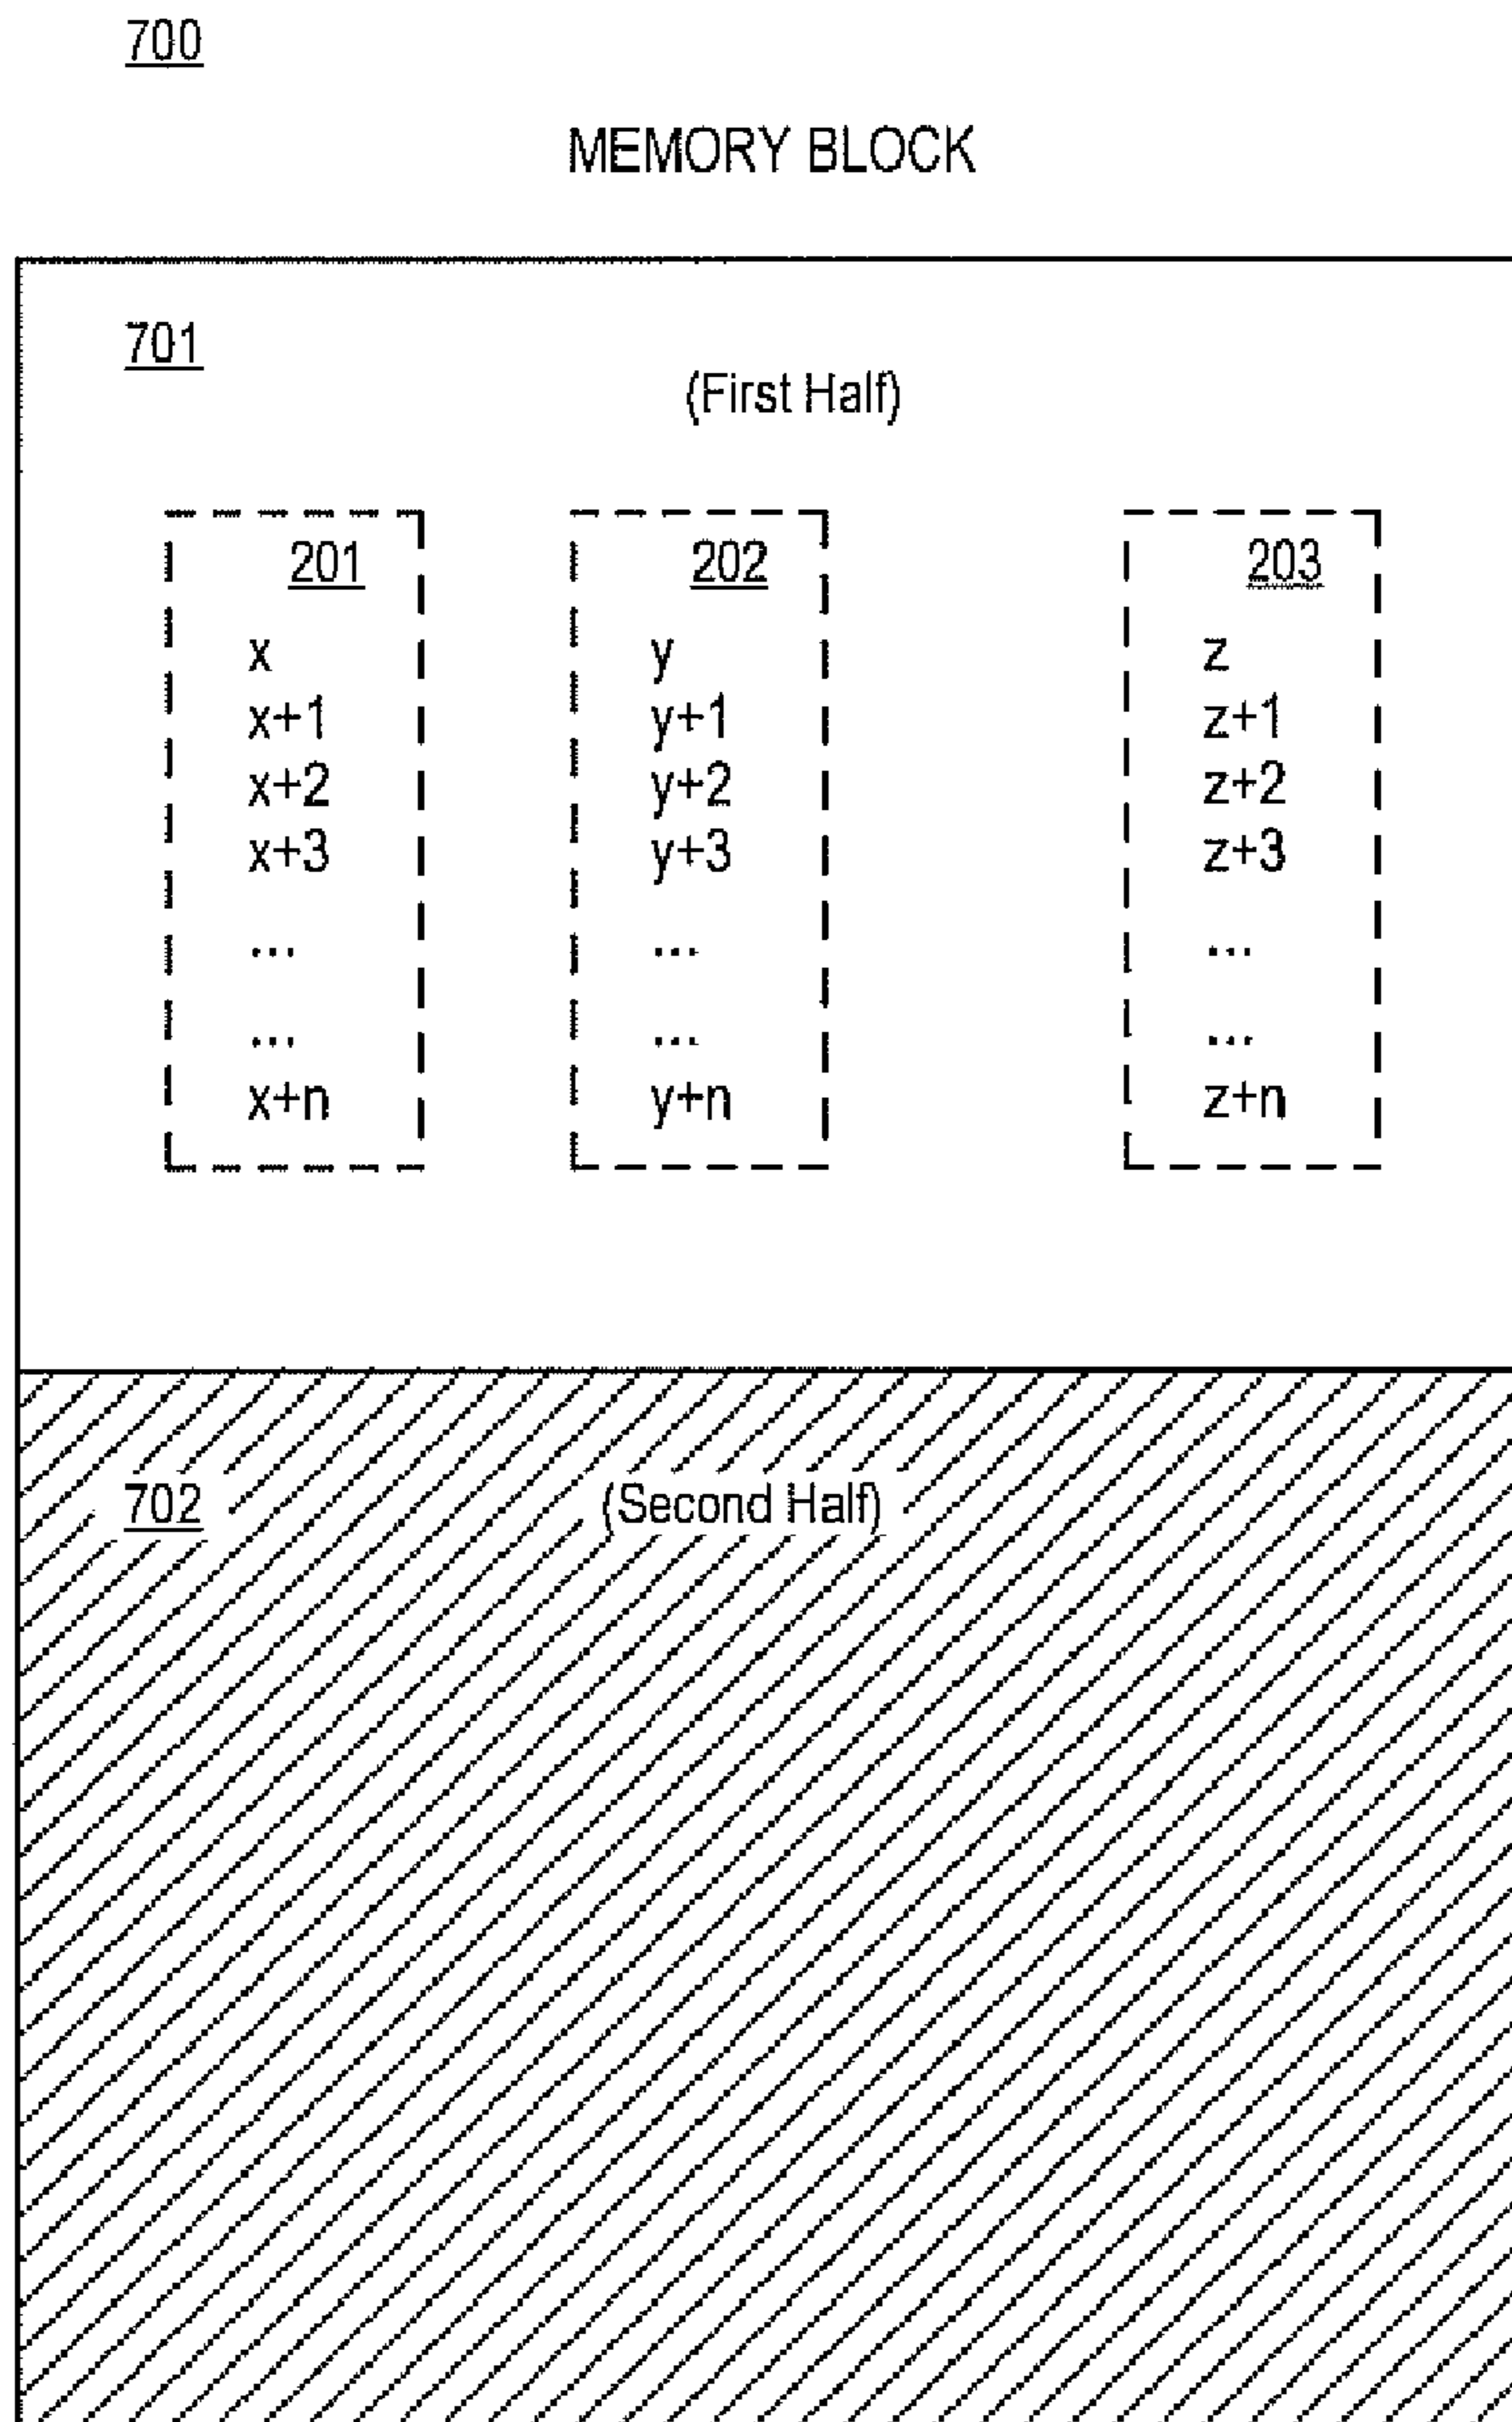 700
MEMORY BLOCK
701
(First Half)
201 202 203
x y z
x+1 y+1 z+1
x+2 y+2 z+2
x+3 y+3 z+3
... ... ...
... ... ...
x+n y+n z+n
702 (Second Half)